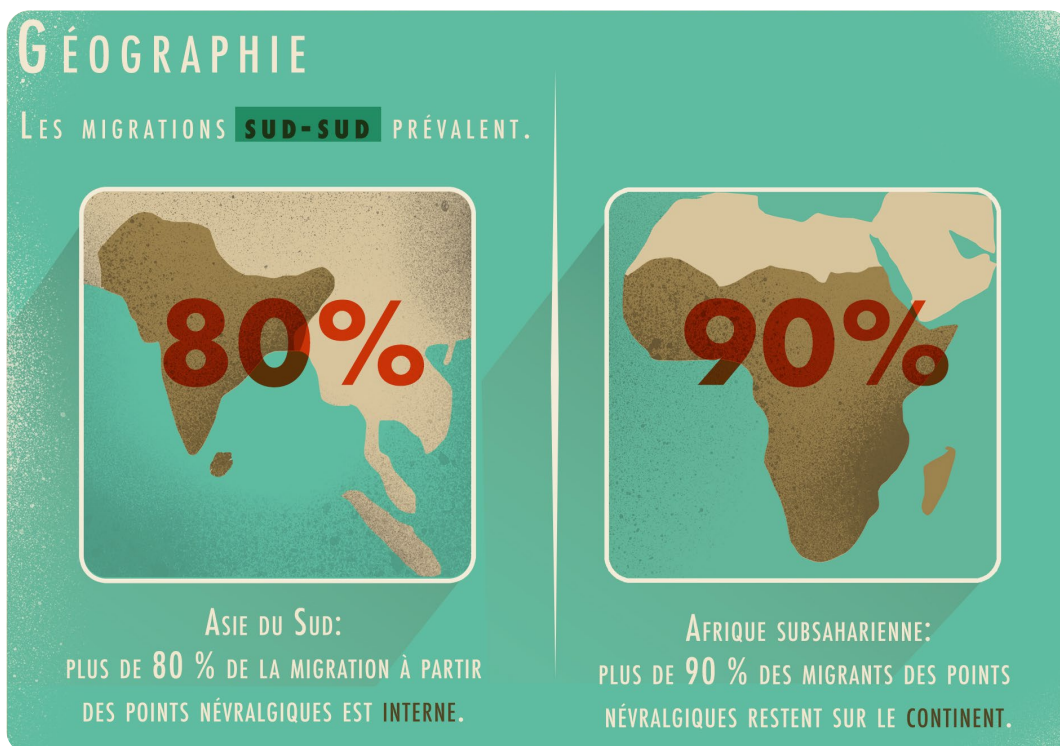 GÉOGRAPHIE
LES MIGRATIONS SUD-SUD PRÉVALENT.
80%
ASIE DU SUD:
PLUS DE 80 % DE LA MIGRATION À PARTIR
DES POINTS NÉVRALGIQUES EST INTERNE.
90%
AFRIQUE SUBSAHARIENNE:
PLUS DE 90 % DES MIGRANTS DES POINTS
NÉVRALGIQUES RESTENT SUR LE CONTINENT.